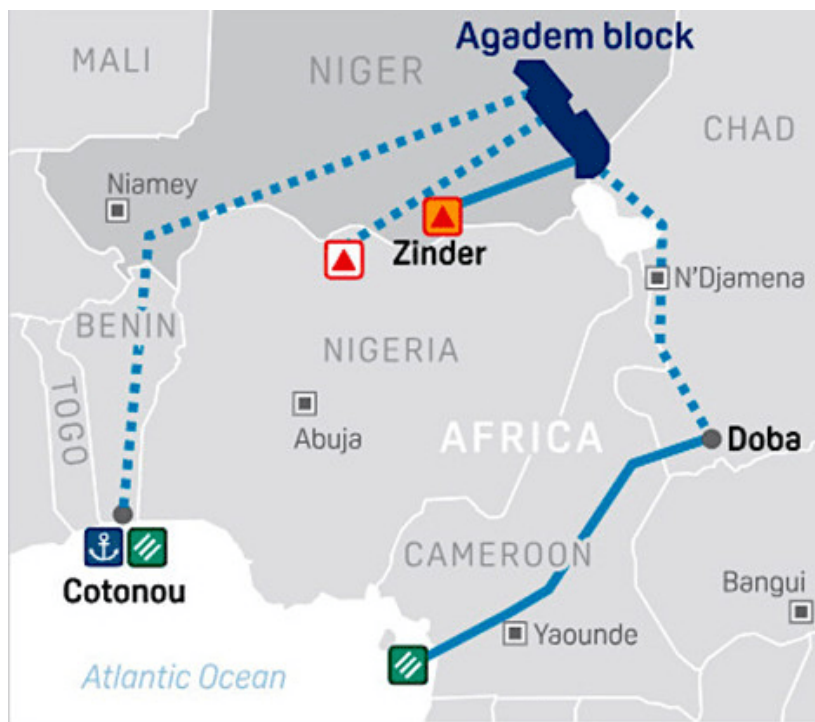 Agadem block
MALI
NIGER
CHAD
Niamey
Zinder
N'Djamena
BENIN
NIGERIA
TOGO
Abuja
AFRICA
Doba
CAMEROON
Cotonou
Bangui
Yaounde
Atlantic Ocean